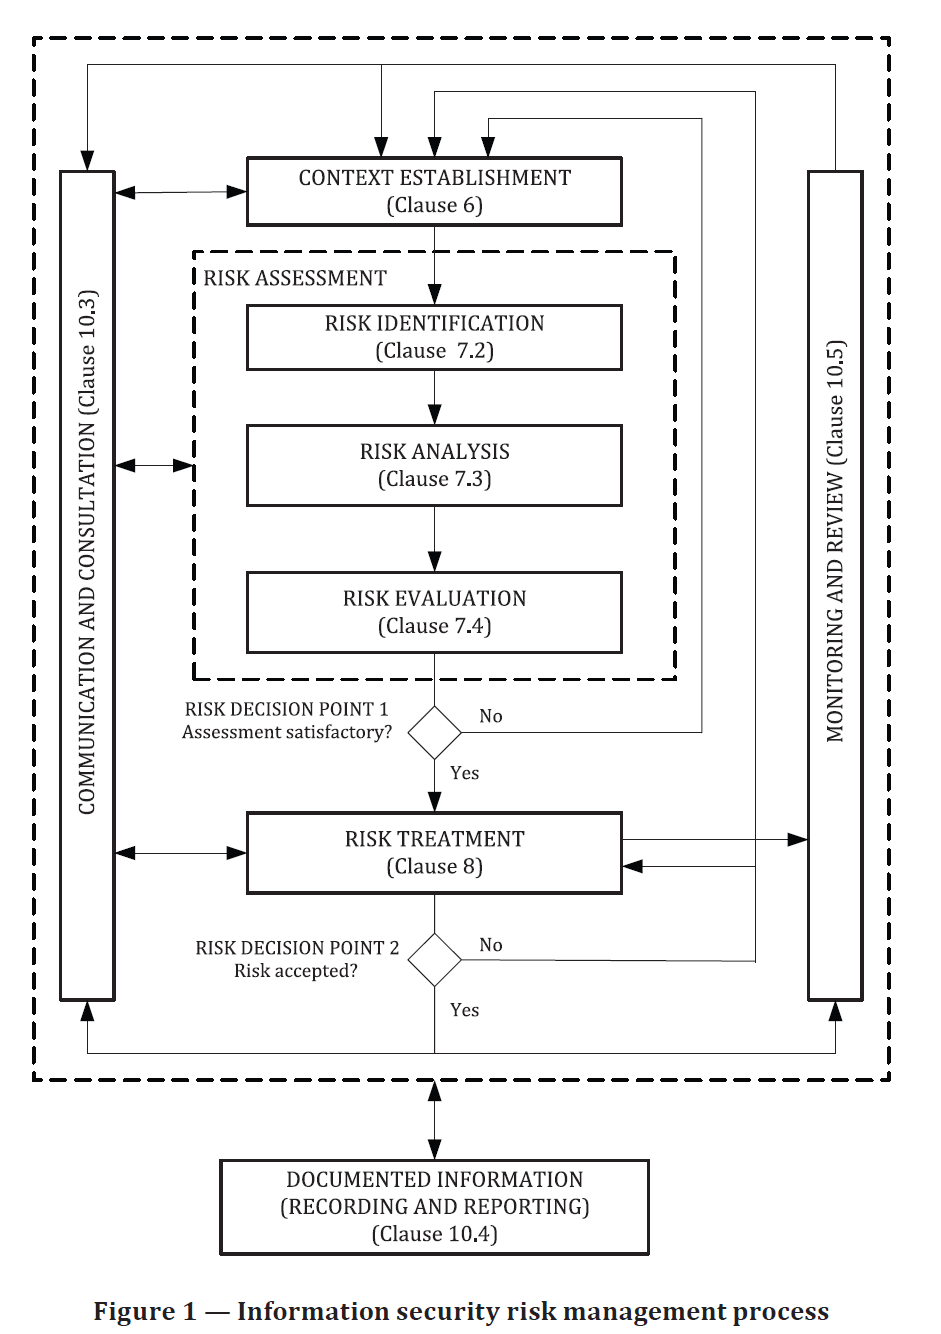 CONTEXT ESTABLISHMENT
(Clause 6)
RISK ASSESSMENT
RISK IDENTIFICATION
(Clause 7.2)
RISK ANALYSIS
(Clause 7.3)
RISK EVALUATION
(Clause 7.4)
COMMUNICATION AND CONSULTATION (Clause 10.3)
MONITORING AND REVIEW (Clause 10.5)
RISK DECISION POINT 1
Assessment satisfactory?
No
Yes
RISK TREATMENT
(Clause 8)
RISK DECISION POINT 2
Risk accepted?
No
Yes
DOCUMENTED INFORMATION
(RECORDING AND REPORTING)
(Clause 10.4)
Figure 1 — Information security risk management process